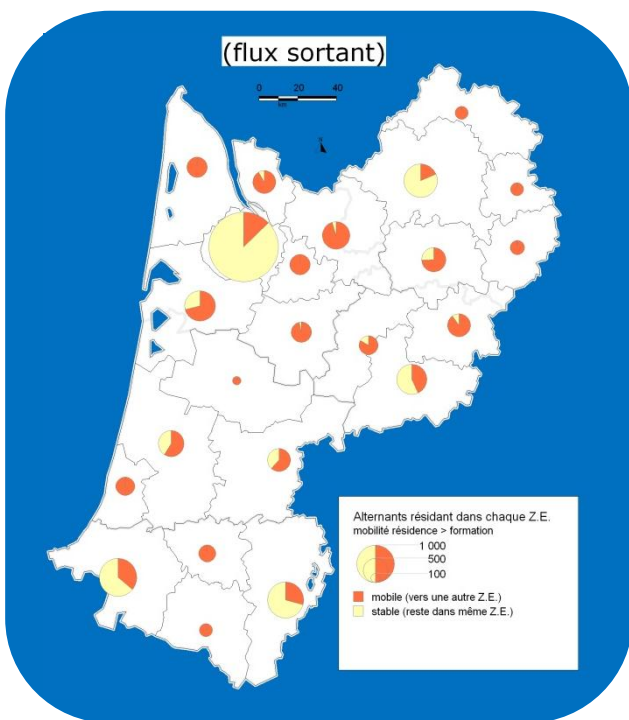 (flux sortant)
0 20 40
km
N
Alternants résidant dans chaque Z.E.
mobilité résidence > formation
1 000
500
100
mobile (vers une autre Z.E.)
stable (reste dans même Z.E.)